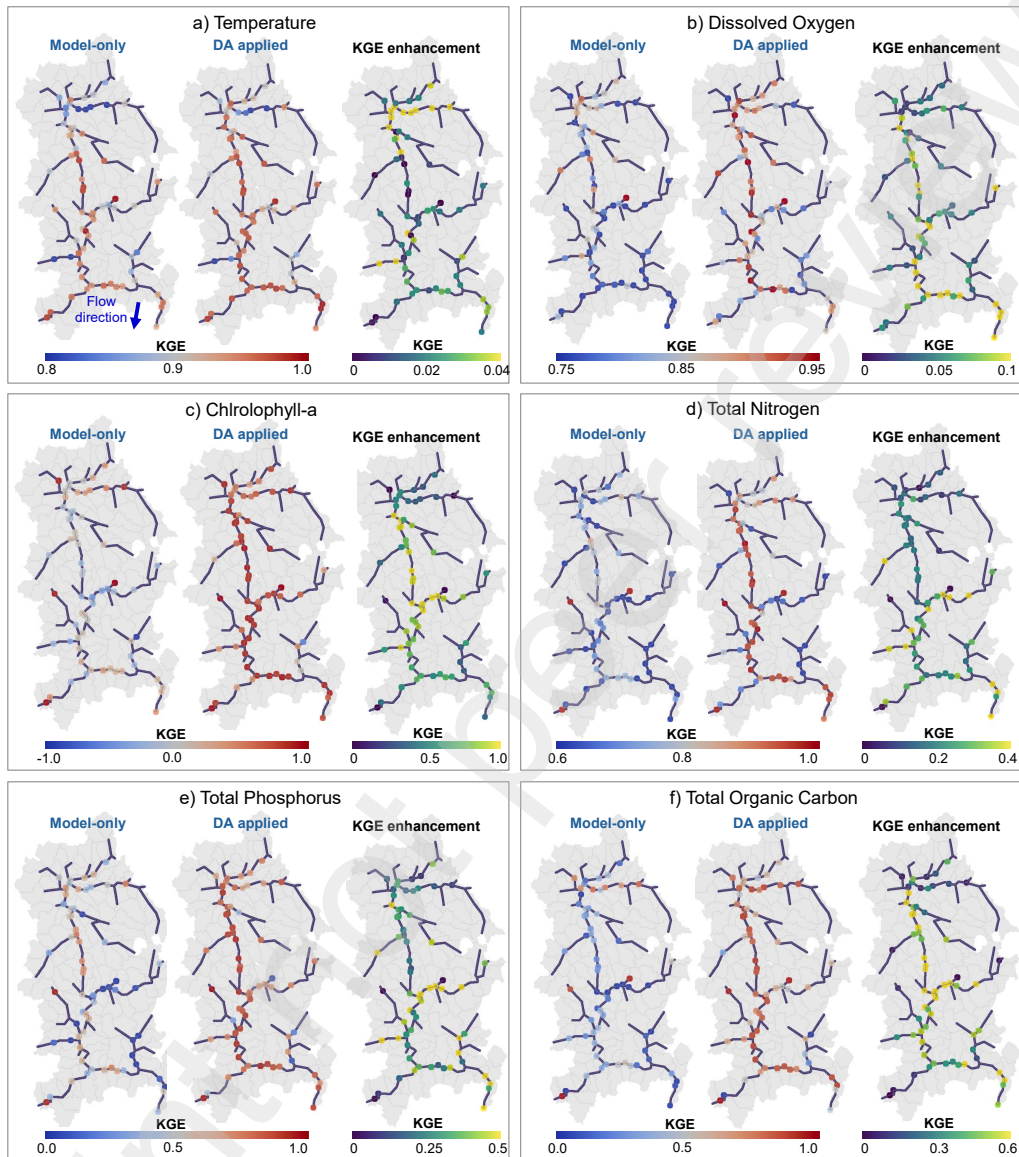 a) Temperature
Model-only DA applied KGE enhancement
Flow
direction
KGE KGE
0.8 0.9 1.0 0 0.02 0.04
b) Dissolved Oxygen
Model-only DA applied KGE enhancement
KGE KGE
0.75 0.85 0.95 0 0.05 0.1
c) Chlrolophyll-a
Model-only DA applied KGE enhancement
KGE KGE
-1.0 0.0 1.0 0 0.5 1.0
d) Total Nitrogen
Model-only DA applied KGE enhancement
KGE KGE
0.6 0.8 1.0 0 0.2 0.4
e) Total Phosphorus
Model-only DA applied KGE enhancement
KGE KGE
0.0 0.5 1.0 0 0.25 0.5
f) Total Organic Carbon
Model-only DA applied KGE enhancement
KGE KGE
0.0 0.5 1.0 0 0.3 0.6